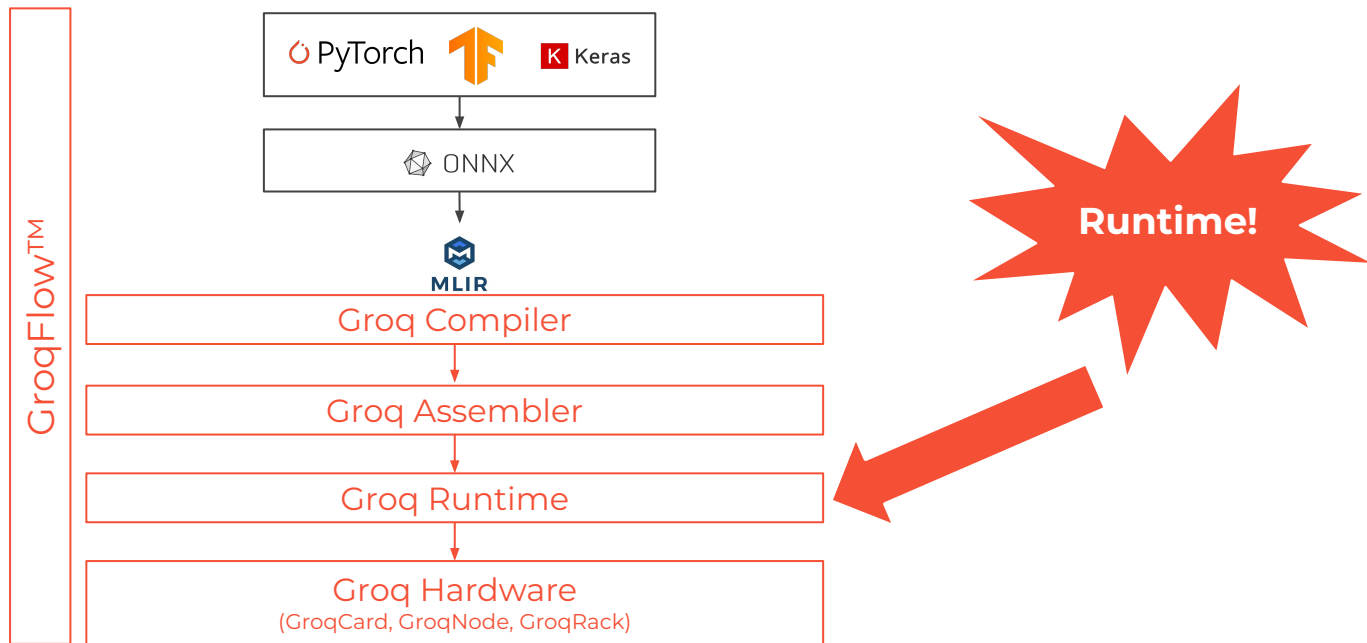 GroqFlow™
PyTorch
K Keras
ONNX
MLIR
Groq Compiler
Groq Assembler
Groq Runtime
Groq Hardware
(GroqCard, GroqNode, GroqRack)
Runtime!